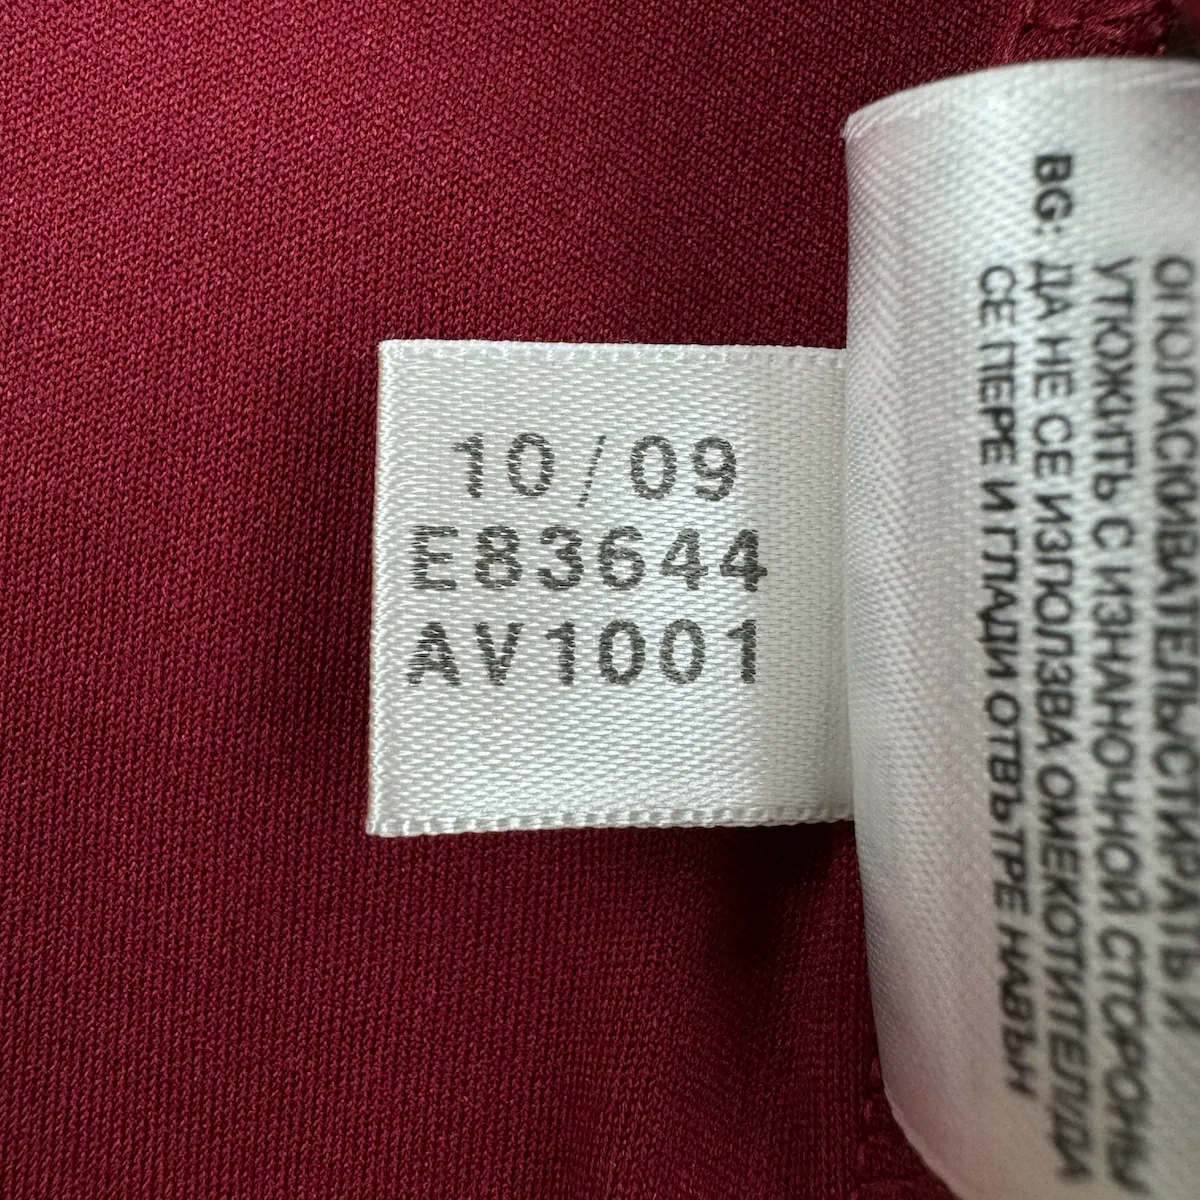 10/09
E83644
AV1001
ОПОЛАСКИВАТЕЛЬ/СТИРАТЬ И
УТЮЖИТЬ С ИЗНАНОЧНОЙ СТОРОНЫ
BG: ДА НЕ СЕ ИЗПОЛЗВА ОМЕКОТИТЕЛ/ДА
СЕ ПЕРЕ И ГЛАДИ ОТВЪТРЕ НАВЪН